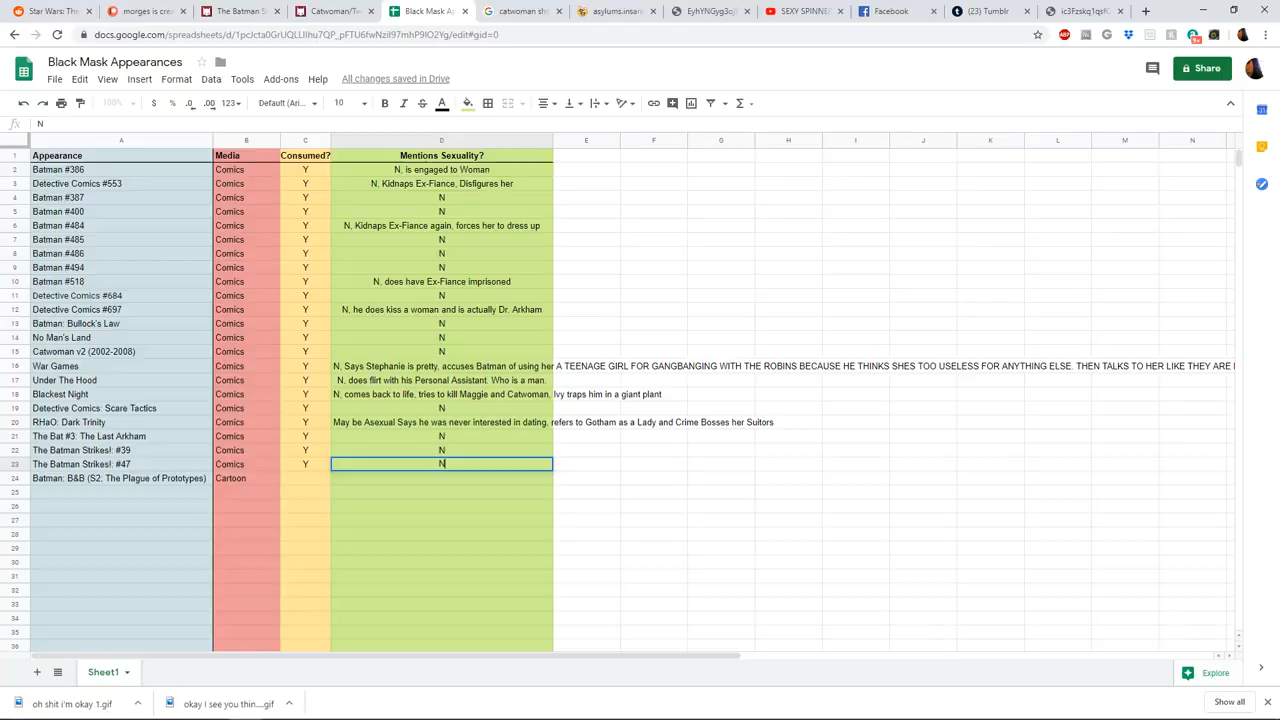 Star Wars: The
morges is crea
The Batman St
Catwoman/Tw
Black Mask Ap
catwoman sho
asylums.insan
EyhYNQG
SEXY SPINNE
Facebook
(23) Tumblr
ic3Fzskq1qsf
docs.google.com/spreadsheets/d/
/edit#gid=0
Black Mask Appearances
File Edit View Insert Format Data Tools Add-ons Help All changes saved in Drive
Share
100% $ % .0 .00 123 Default (Ari... 10 B I S A
fx N
A B C D E F G H I J K L M N
1 Appearance Media Consumed? Mentions Sexuality?
2 Batman #386 Comics Y N, is engaged to Woman
3 Detective Comics #553 Comics Y N, Kidnaps Ex-Fiance, Disfigures her
4 Batman #387 Comics Y N
5 Batman #400 Comics Y N
6 Batman #484 Comics Y N, Kidnaps Ex-Fiance again, forces her to dress up
7 Batman #485 Comics Y N
8 Batman #486 Comics Y N
9 Batman #494 Comics Y N
10 Batman #518 Comics Y N, does have Ex-Fiance imprisoned
11 Detective Comics #684 Comics Y N
12 Detective Comics #697 Comics Y N, he does kiss a woman and is actually Dr. Arkham
13 Batman: Bullock's Law Comics Y N
14 No Man's Land Comics Y N
15 Catwoman v2 (2002-2008) Comics Y N
16 War Games Comics Y N, Says Stephanie is pretty, accuses Batman of using her A TEENAGE GIRL FOR GANGBANGING WITH THE ROBINS BECAUSE HE THINKS SHES TOO USELESS FOR ANYTHING ELSE. THEN TALKS TO HER LIKE THEY ARE
17 Under The Hood Comics Y N, does flirt with his Personal Assistant. Who is a man.
18 Blackest Night Comics Y N, comes back to life, tries to kill Maggie and Catwoman, Ivy traps him in a giant plant
19 Detective Comics: Scare Tactics Comics Y N
20 RHaO: Dark Trinity Comics Y May be Asexual Says he was never interested in dating, refers to Gotham as a Lady and Crime Bosses her Suitors
21 The Bat #3: The Last Arkham Comics Y N
22 The Batman Strikes!: #39 Comics Y N
23 The Batman Strikes!: #47 Comics Y N
24 Batman: B&B (S2, The Plague of Prototypes) Cartoon
25
26
27
28
29
30
31
32
33
34
35
36
Sheet1
Explore
oh shit i'm okay 1.gif
okay I see you thin....gif
Show all